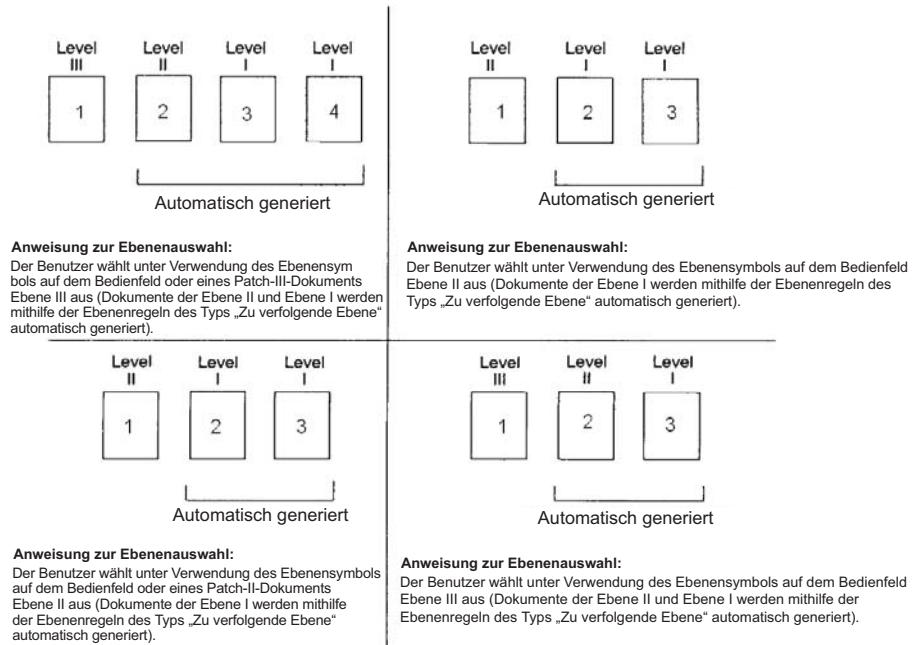 Level Level Level Level
III II I I
1 2 3 4
Automatisch generiert
Anweisung zur Ebenenauswahl:
Der Benutzer wählt unter Verwendung des Ebenensym
bols auf dem Bedienfeld oder eines Patch-III-Dokuments
Ebene III aus (Dokumente der Ebene II und Ebene I werden
mithilfe der Ebenenregeln des Typs „Zu verfolgende Ebene“
automatisch generiert).
Level Level Level
II I I
1 2 3
Automatisch generiert
Anweisung zur Ebenenauswahl:
Der Benutzer wählt unter Verwendung des Ebenensymbols auf dem Bedienfeld
Ebene II aus (Dokumente der Ebene I werden mithilfe der Ebenenregeln des
Typs „Zu verfolgende Ebene“ automatisch generiert).
Level Level Level
II I I
1 2 3
Automatisch generiert
Anweisung zur Ebenenauswahl:
Der Benutzer wählt unter Verwendung des Ebenensymbols
auf dem Bedienfeld oder eines Patch-II-Dokuments
Ebene II aus (Dokumente der Ebene I werden mithilfe
der Ebenenregeln des Typs „Zu verfolgende Ebene“
automatisch generiert).
Level Level Level
III II I
1 2 3
Automatisch generiert
Anweisung zur Ebenenauswahl:
Der Benutzer wählt unter Verwendung des Ebenensymbols auf dem Bedienfeld
Ebene III aus (Dokumente der Ebene II und Ebene I werden mithilfe der
Ebenenregeln des Typs „Zu verfolgende Ebene“ automatisch generiert).